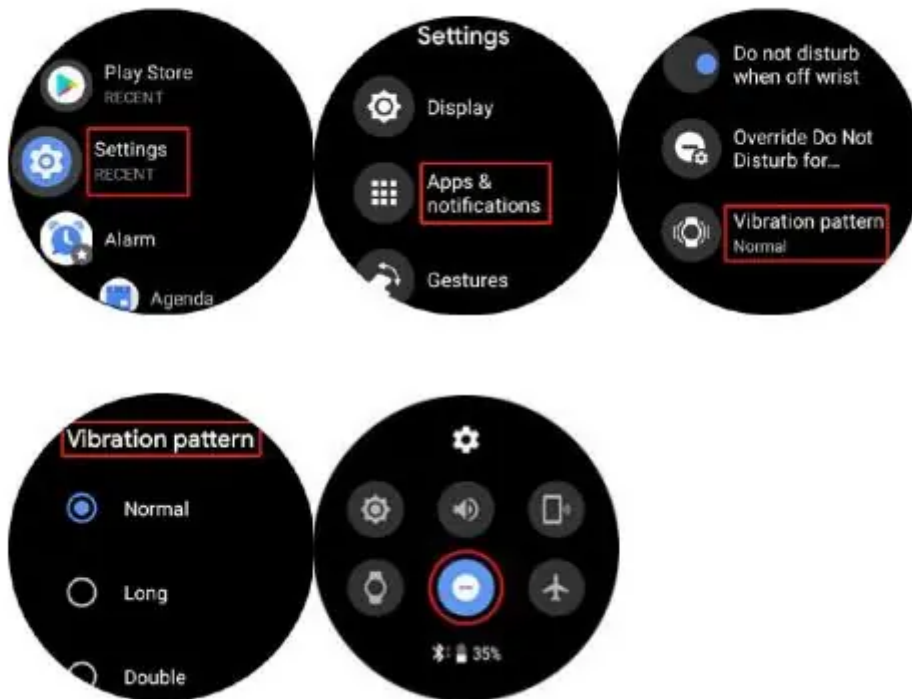 Play Store
RECENT
Settings
RECENT
Alarm
Agenda
Settings
Display
Apps &
notifications
Gestures
Do not disturb
when off wrist
Override Do Not
Disturb for...
Vibration pattern
Normal
Vibration pattern
Normal
Long
Double
35%